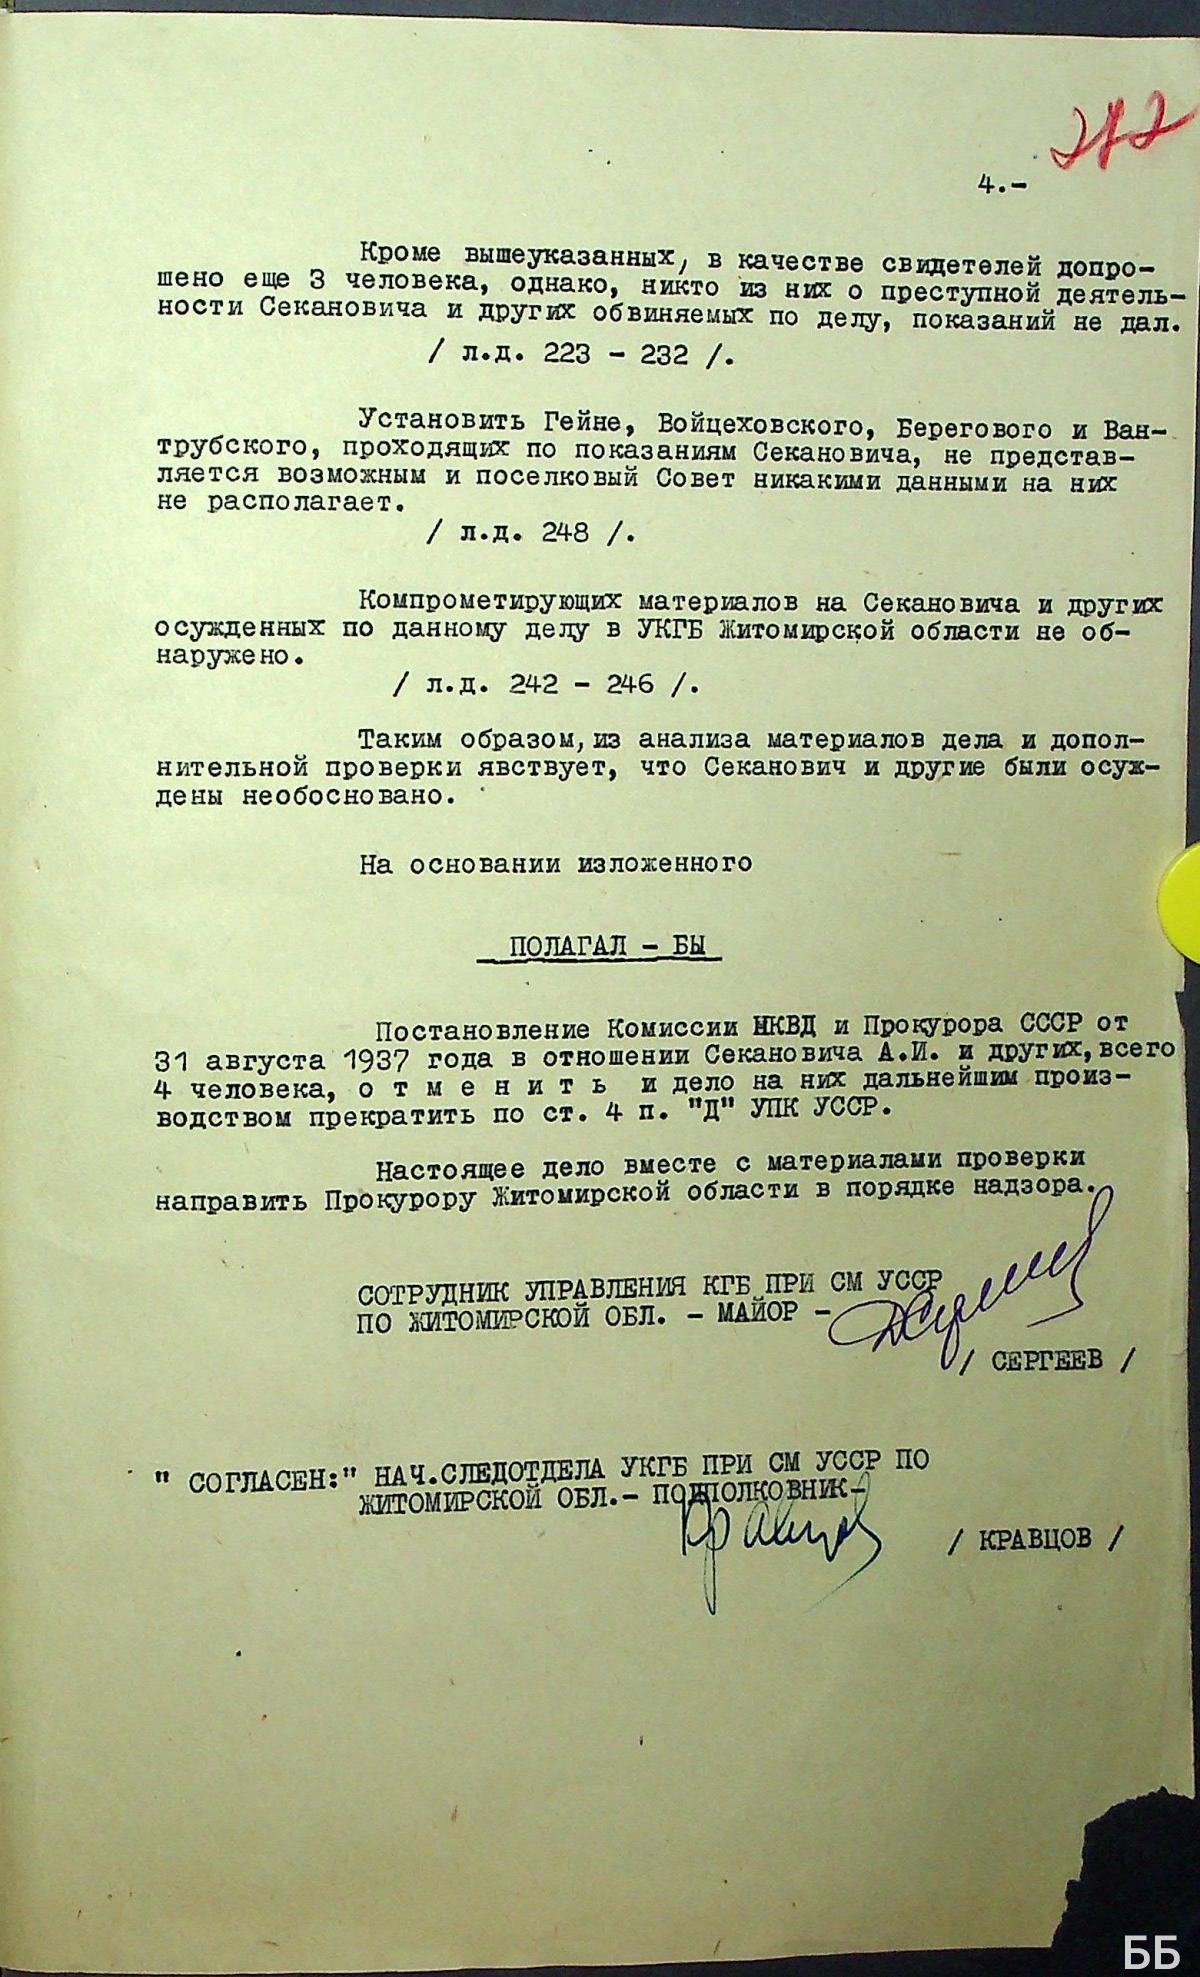 4.-
Кроме вышеуказанных, в качестве свидетелей допро-
шено еще 3 человека, однако, никто из них о преступной деятель-
ности Секановича и других обвиняемых по делу, показаний не дал.
/ л.д. 223 - 232 /.
Установить Гейне, Войцеховского, Берегового и Ван-
трубского, проходящих по показаниям Секановича, не представ-
ляется возможным и поселковый Совет никакими данными на них
не располагает.
/ л.д. 248 /.
Компрометирующих материалов на Секановича и других
осужденных по данному делу в УКГБ Житомирской области не об-
наружено.
/ л.д. 242 - 246 /.
Таким образом, из анализа материалов дела и допол-
нительной проверки явствует, что Секанович и другие были осуж-
дены необосновано.
На основании изложенного
ПОЛАГАЛ - БЫ
Постановление Комиссии НКВД и Прокурора СССР от
31 августа 1937 года в отношении Секановича А.И. и других, всего
4 человека, о т м е н и т ь и дело на них дальнейшим произ-
водством прекратить по ст. 4 п. "Д" УПК УССР.
Настоящее дело вместе с материалами проверки
направить Прокурору Житомирской области в порядке надзора.
СОТРУДНИК УПРАВЛЕНИЯ КГБ ПРИ СМ УССР
ПО ЖИТОМИРСКОЙ ОБЛ. - МАЙОР -
/ СЕРГЕЕВ /
" СОГЛАСЕН:" НАЧ.СЛЕДОТДЕЛА УКГБ ПРИ СМ УССР ПО
ЖИТОМИРСКОЙ ОБЛ.- ПОДПОЛКОВНИК-
/ КРАВЦОВ /
ББ